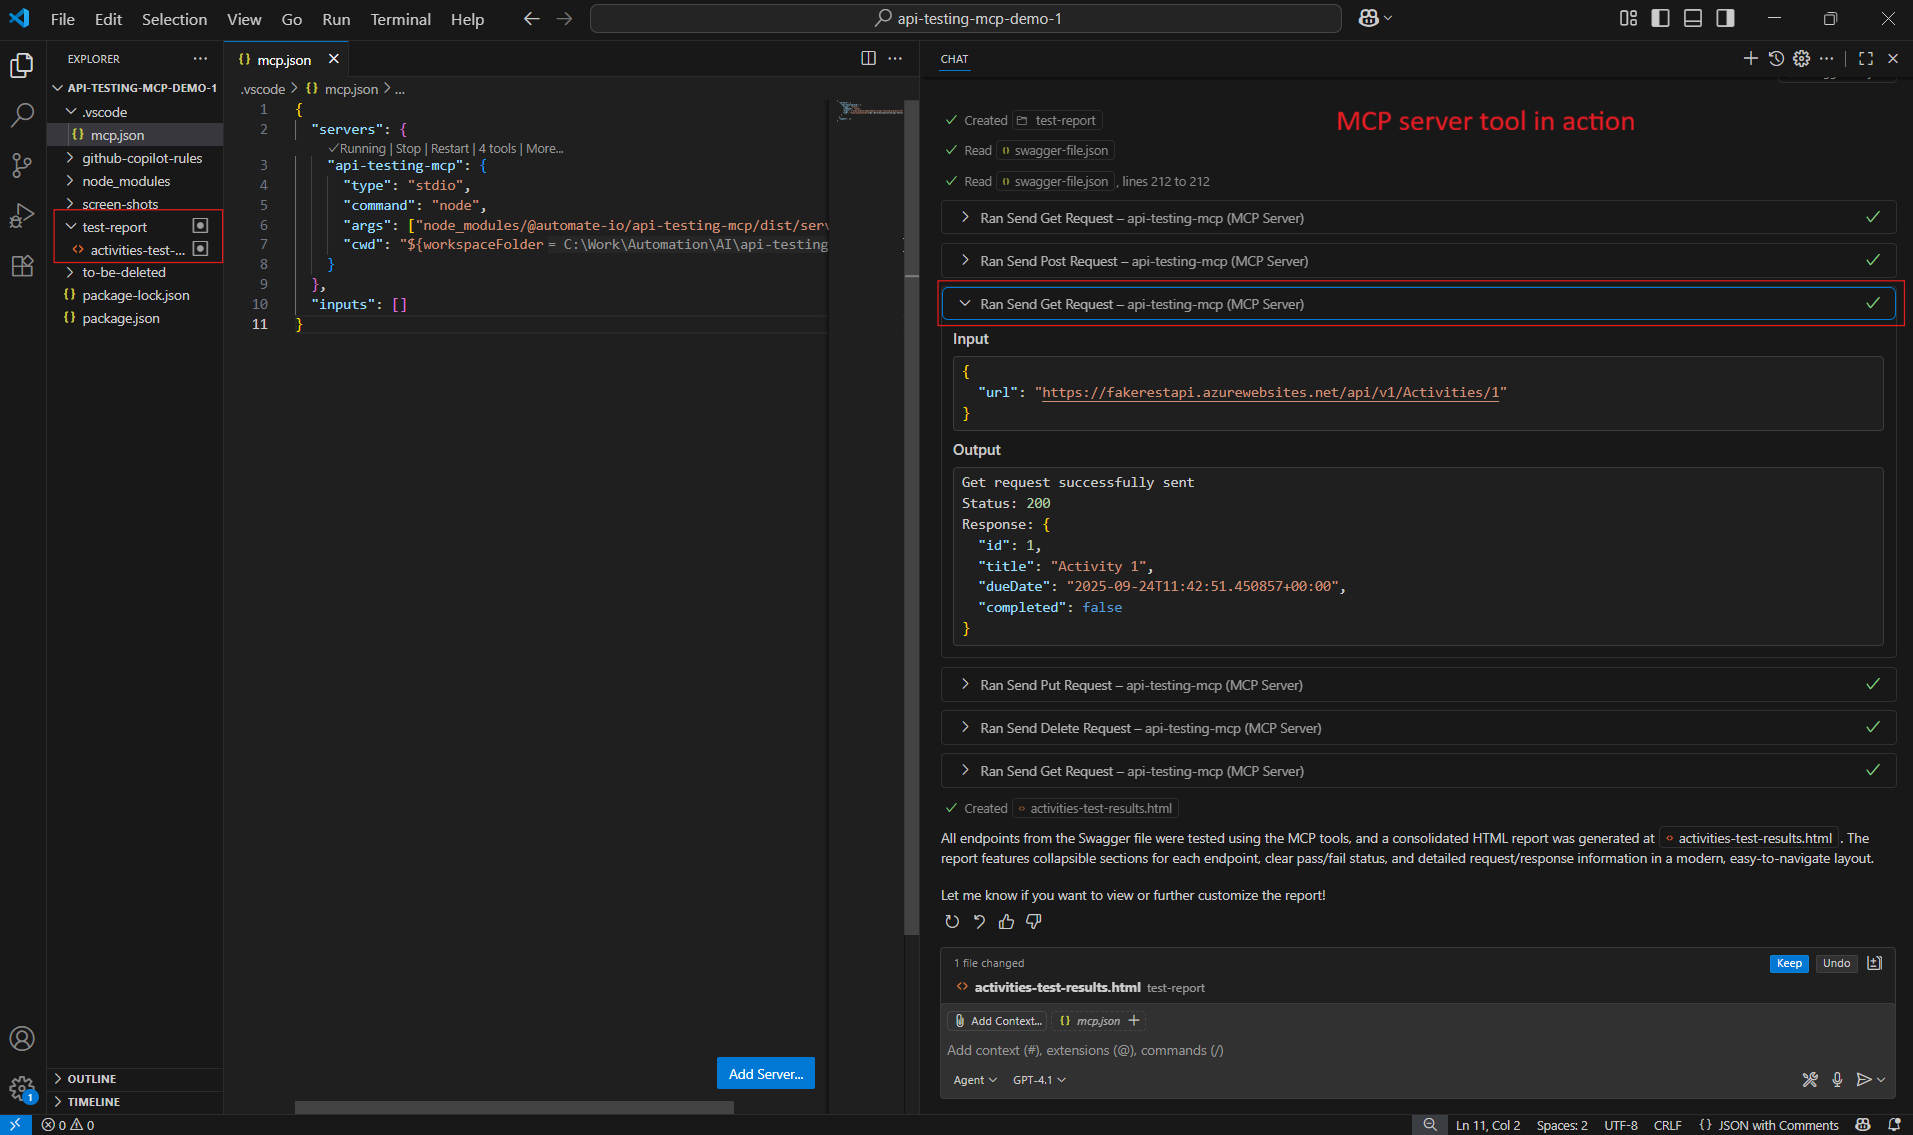 File Edit Selection View Go Run Terminal Help
api-testing-mcp-demo-1
EXPLORER
API-TESTING-MCP-DEMO-1
.vscode
mcp.json
github-copilot-rules
node_modules
screen-shots
test-report
activities-test-...
to-be-deleted
package-lock.json
package.json
OUTLINE
TIMELINE
mcp.json
.vscode > {} mcp.json > ...
1 {
2 "servers": {
✓Running | Stop | Restart | 4 tools | More...
3 "api-testing-mcp": {
4 "type": "stdio",
5 "command": "node",
6 "args": ["node_modules/@automate-io/api-testing-mcp/dist/serv
7 "cwd": "${workspaceFolder = C:\Work\Automation\AI\api-testing
8 }
9 },
10 "inputs": []
11 }
Add Server...
CHAT
MCP server tool in action
Created test-report
Read swagger-file.json
Read swagger-file.json, lines 212 to 212
Ran Send Get Request – api-testing-mcp (MCP Server)
Ran Send Post Request – api-testing-mcp (MCP Server)
Ran Send Get Request – api-testing-mcp (MCP Server)
Input
{
"url": "https://fakerestapi.azurewebsites.net/api/v1/Activities/1"
}
Output
Get request successfully sent
Status: 200
Response: {
"id": 1,
"title": "Activity 1",
"dueDate": "2025-09-24T11:42:51.450857+00:00",
"completed": false
}
Ran Send Put Request – api-testing-mcp (MCP Server)
Ran Send Delete Request – api-testing-mcp (MCP Server)
Ran Send Get Request – api-testing-mcp (MCP Server)
Created activities-test-results.html
All endpoints from the Swagger file were tested using the MCP tools, and a consolidated HTML report was generated at activities-test-results.html. The
report features collapsible sections for each endpoint, clear pass/fail status, and detailed request/response information in a modern, easy-to-navigate layout.
Let me know if you want to view or further customize the report!
1 file changed
Keep Undo
activities-test-results.html test-report
Add Context... {} mcp.json +
Add context (#), extensions (@), commands (/)
Agent GPT-4.1
1
0 0
Ln 11, Col 2 Spaces: 2 UTF-8 CRLF {} JSON with Comments